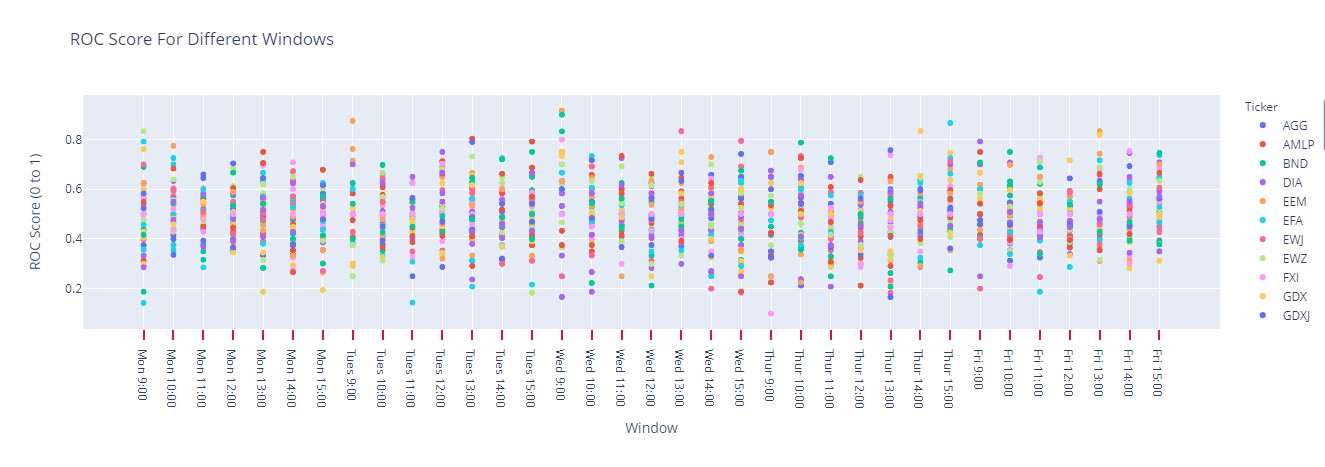 ROC Score For Different Windows
ROC Score (0 to 1)
0.8
0.6
0.4
0.2
Mon 9:00
Mon 10:00
Mon 11:00
Mon 12:00
Mon 13:00
Mon 14:00
Mon 15:00
Tues 9:00
Tues 10:00
Tues 11:00
Tues 12:00
Tues 13:00
Tues 14:00
Tues 15:00
Wed 9:00
Wed 10:00
Wed 11:00
Wed 12:00
Wed 13:00
Wed 14:00
Wed 15:00
Thur 9:00
Thur 10:00
Thur 11:00
Thur 12:00
Thur 13:00
Thur 14:00
Thur 15:00
Fri 9:00
Fri 10:00
Fri 11:00
Fri 12:00
Fri 13:00
Fri 14:00
Fri 15:00
Window
Ticker
AGG
AMLP
BND
DIA
EEM
EFA
EWJ
EWZ
FXI
GDX
GDXJ